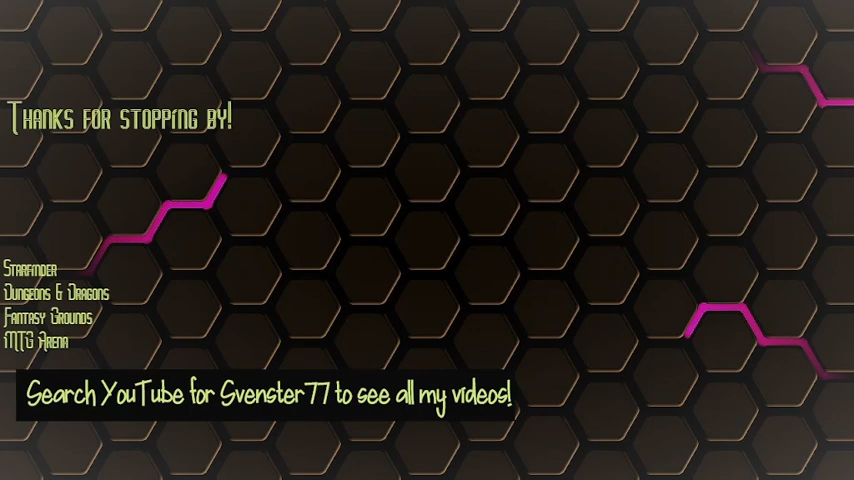 Thanks for stopping by!
Starfinder
Dungeons & Dragons
Fantasy Grounds
MTG Arena
Search YouTube for Svenster77 to see all my videos!